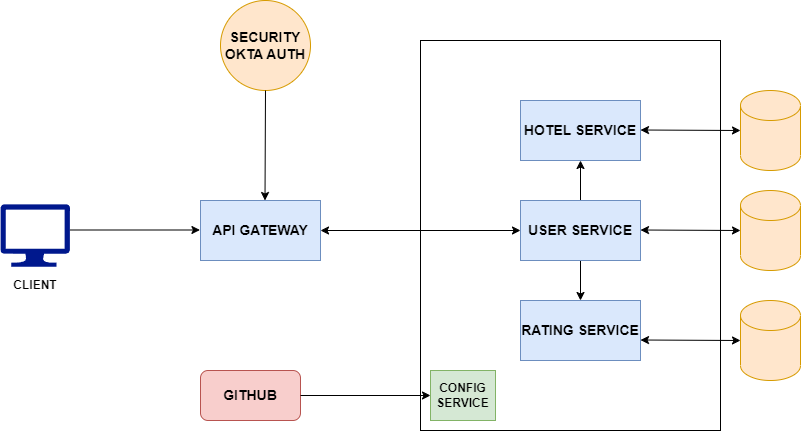 SECURITY
OKTA AUTH
HOTEL SERVICE
API GATEWAY
USER SERVICE
CLIENT
RATING SERVICE
GITHUB
CONFIG
SERVICE